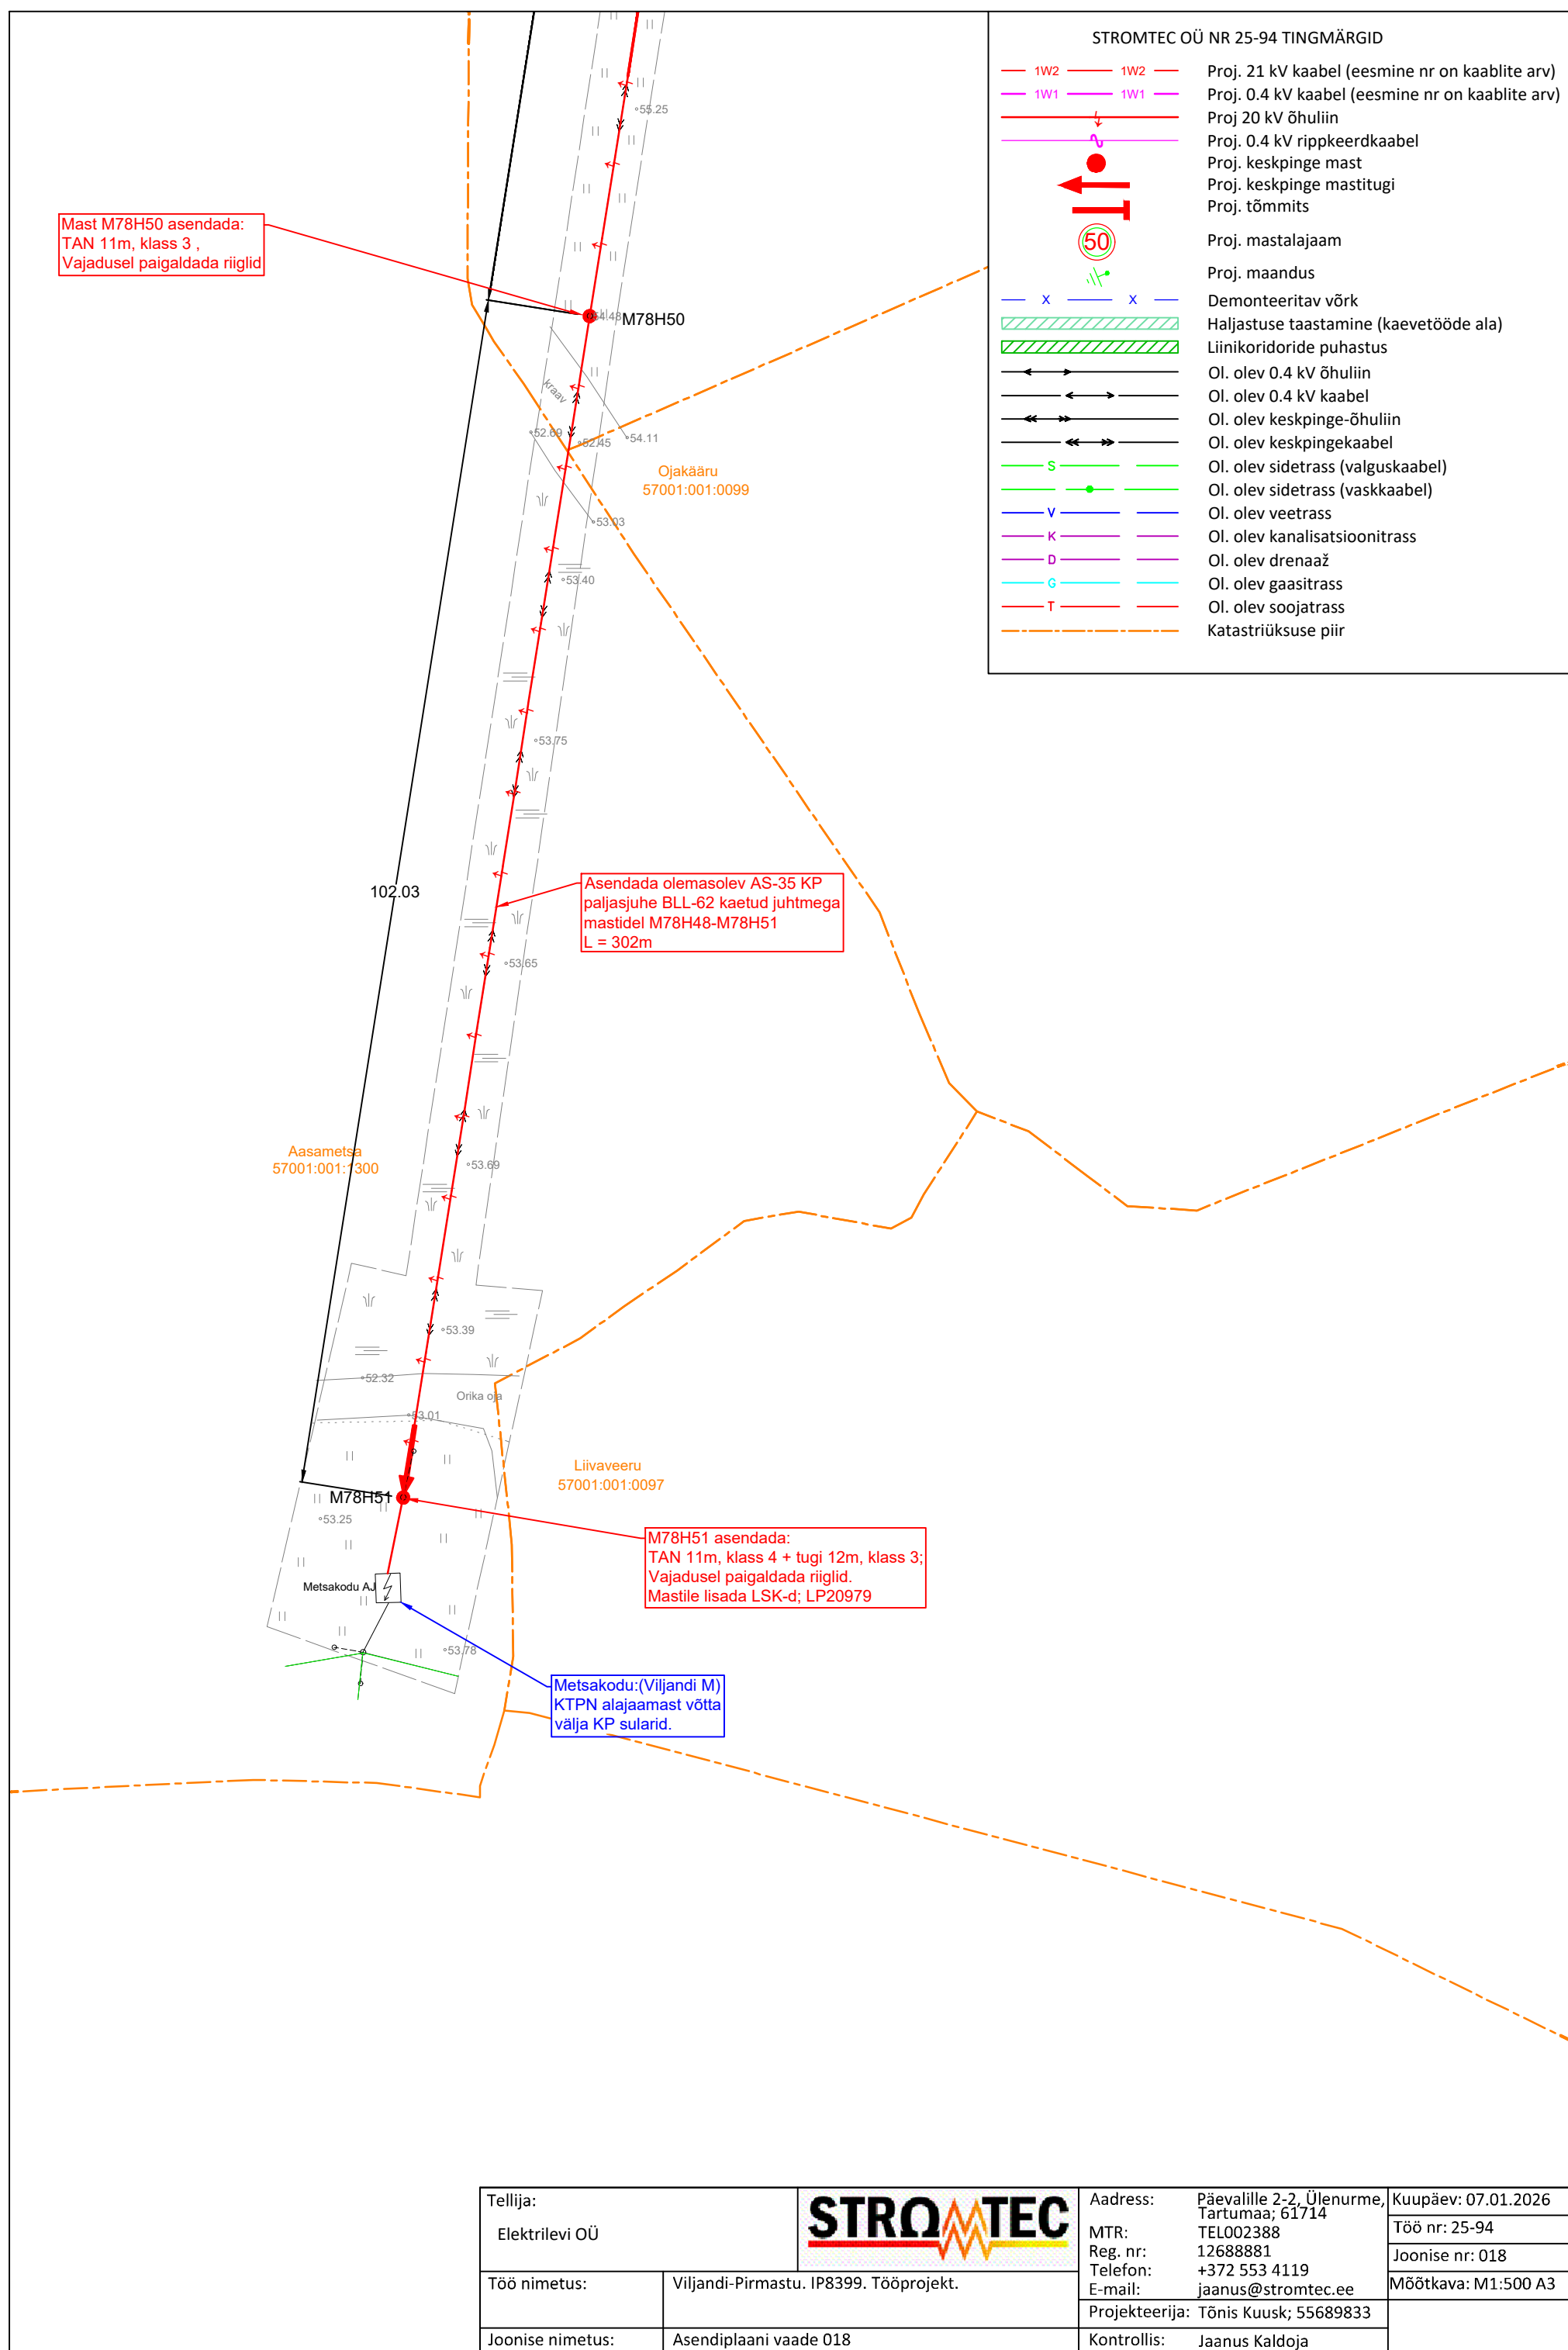 STROMTEC OÜ NR 25-94 TINGMÄRGID
1W2 1W2 Proj. 21 kV kaabel (eesmine nr on kaablite arv)
1W1 1W1 Proj. 0.4 kV kaabel (eesmine nr on kaablite arv)
Proj 20 kV õhuliin
Proj. 0.4 kV rippkeerdkaabel
Proj. keskpinge mast
Proj. keskpinge mastitugi
Proj. tõmmits
50 Proj. mastalajaam
Proj. maandus
X X Demonteeritav võrk
Haljastuse taastamine (kaevetööde ala)
Liinikoridoride puhastus
Ol. olev 0.4 kV õhuliin
Ol. olev 0.4 kV kaabel
Ol. olev keskpinge-õhuliin
Ol. olev keskpingekaabel
S Ol. olev sidetrass (valguskaabel)
Ol. olev sidetrass (vaskkaabel)
V Ol. olev veetrass
K Ol. olev kanalisatsioonitrass
D Ol. olev drenaaž
G Ol. olev gaasitrass
T Ol. olev soojatrass
Katastriüksuse piir
55.25
Mast M78H50 asendada:
TAN 11m, klass 3 ,
Vajadusel paigaldada riiglid
54.48
M78H50
kraav
52.69
52.45
54.11
Ojakääru
57001:001:0099
53.03
53.40
53.75
102.03
Asendada olemasolev AS-35 KP
paljasjuhe BLL-62 kaetud juhtmega
mastidel M78H48-M78H51
L = 302m
53.65
Aasametsa
57001:001:1300
53.69
53.39
52.32
Orika oja
53.01
Liivaveeru
57001:001:0097
M78H51
53.25
M78H51 asendada:
TAN 11m, klass 4 + tugi 12m, klass 3;
Vajadusel paigaldada riiglid.
Mastile lisada LSK-d; LP20979
Metsakodu AJ
53.78
Metsakodu:(Viljandi M)
KTPN alajaamast võtta
välja KP sularid.
Tellija:
Elektrilevi OÜ
STROMTEC
Aadress: Päevalille 2-2, Ülenurme,
Tartumaa; 61714
MTR: TEL002388
Reg. nr: 12688881
Telefon: +372 553 4119
E-mail: jaanus@stromtec.ee
Kuupäev: 07.01.2026
Töö nr: 25-94
Joonise nr: 018
Mõõtkava: M1:500 A3
Töö nimetus: Viljandi-Pirmastu. IP8399. Tööprojekt.
Projekteerija: Tõnis Kuusk; 55689833
Joonise nimetus: Asendiplaani vaade 018
Kontrollis: Jaanus Kaldoja